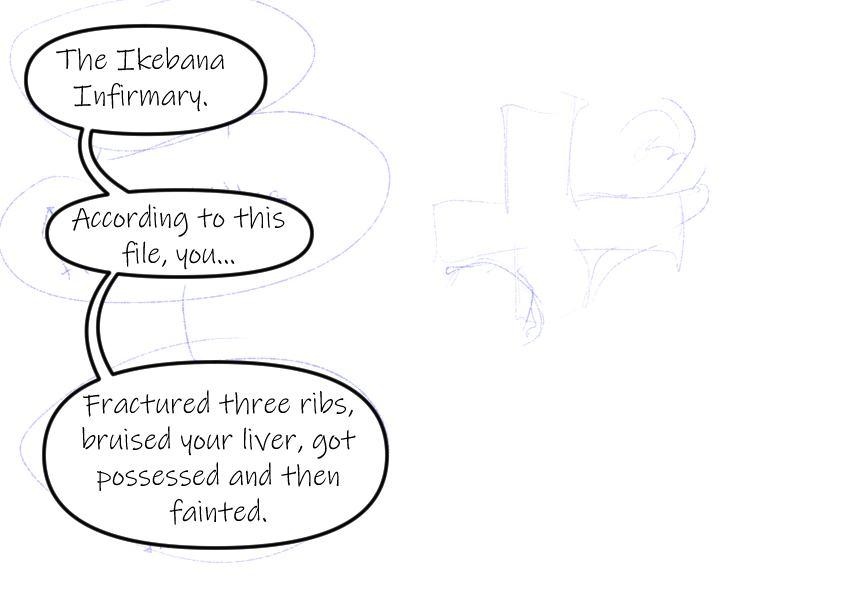 The Ikebana
Infirmary.
According to this
file, you...
Fractured three ribs,
bruised your liver, got
possessed and then
fainted.